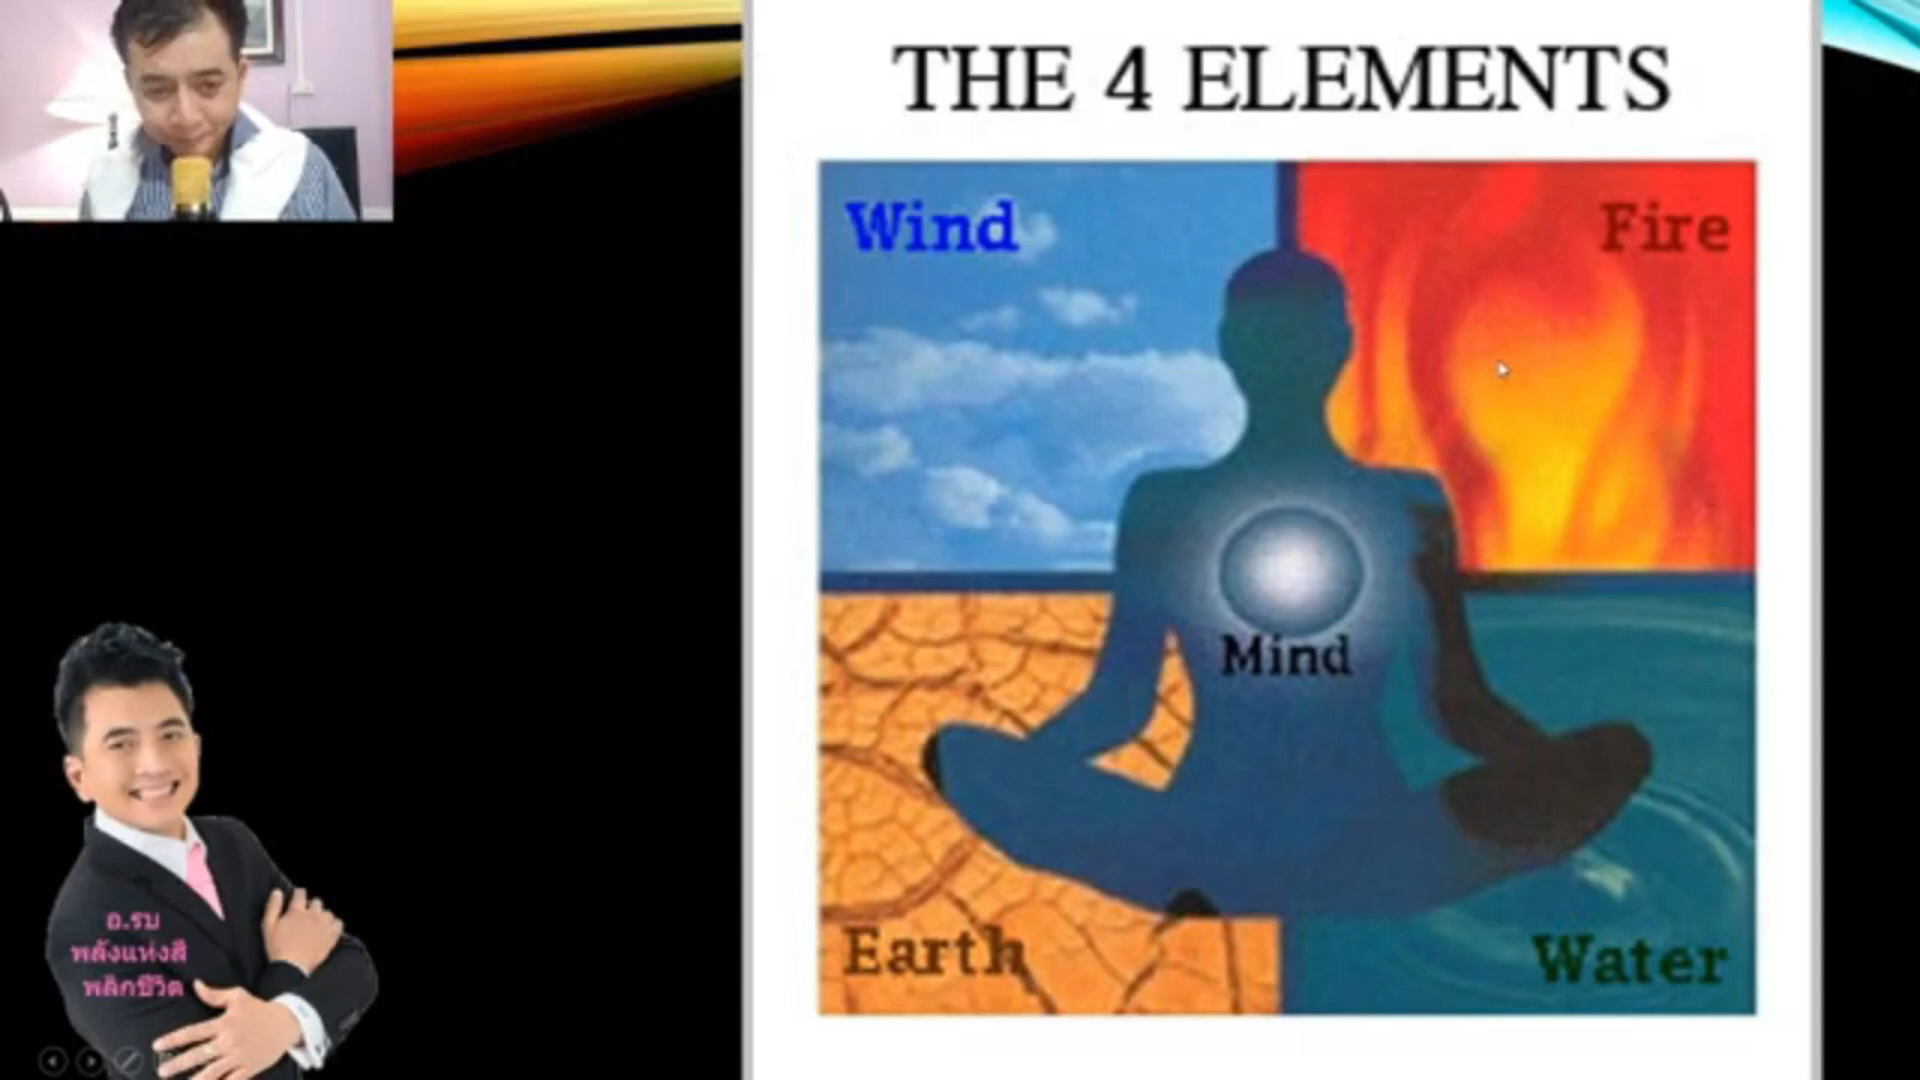 THE 4 ELEMENTS
Wind
Fire
Mind
Earth
Water
อ.รบ
พลังแห่งสี
พลิกชีวิต